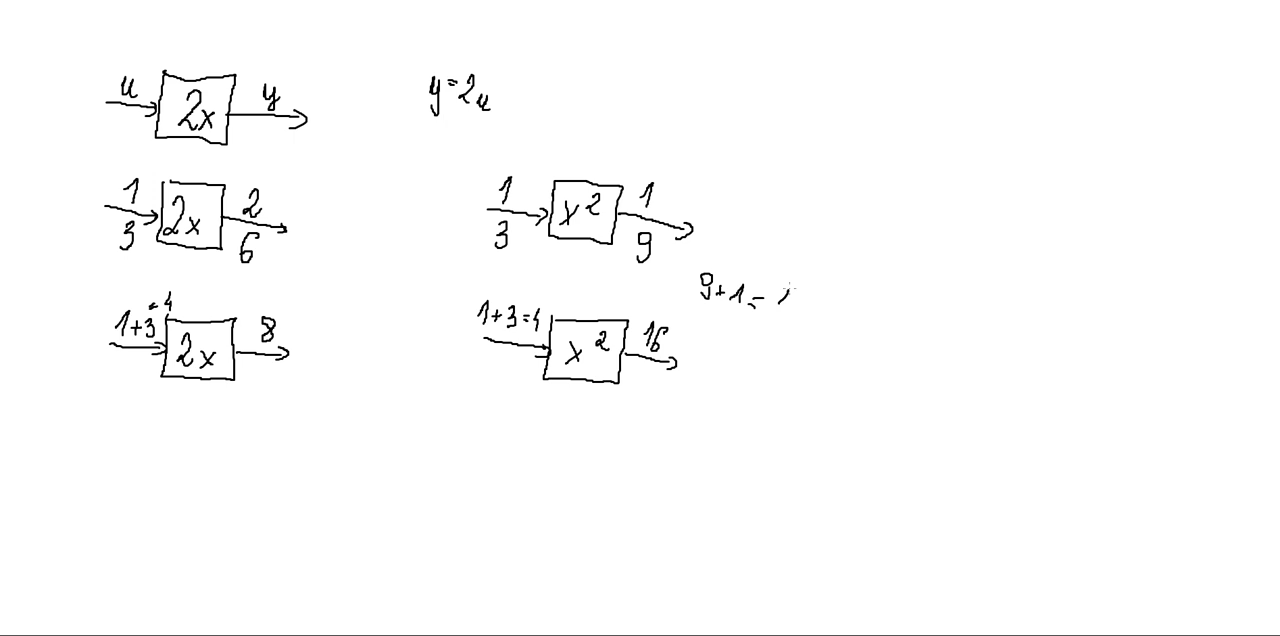 u 2x y y=2u
1 2x 2 1 x² 1
3 6 3 9
9+1=
1+3=4 2x 8 1+3=4 x² 16